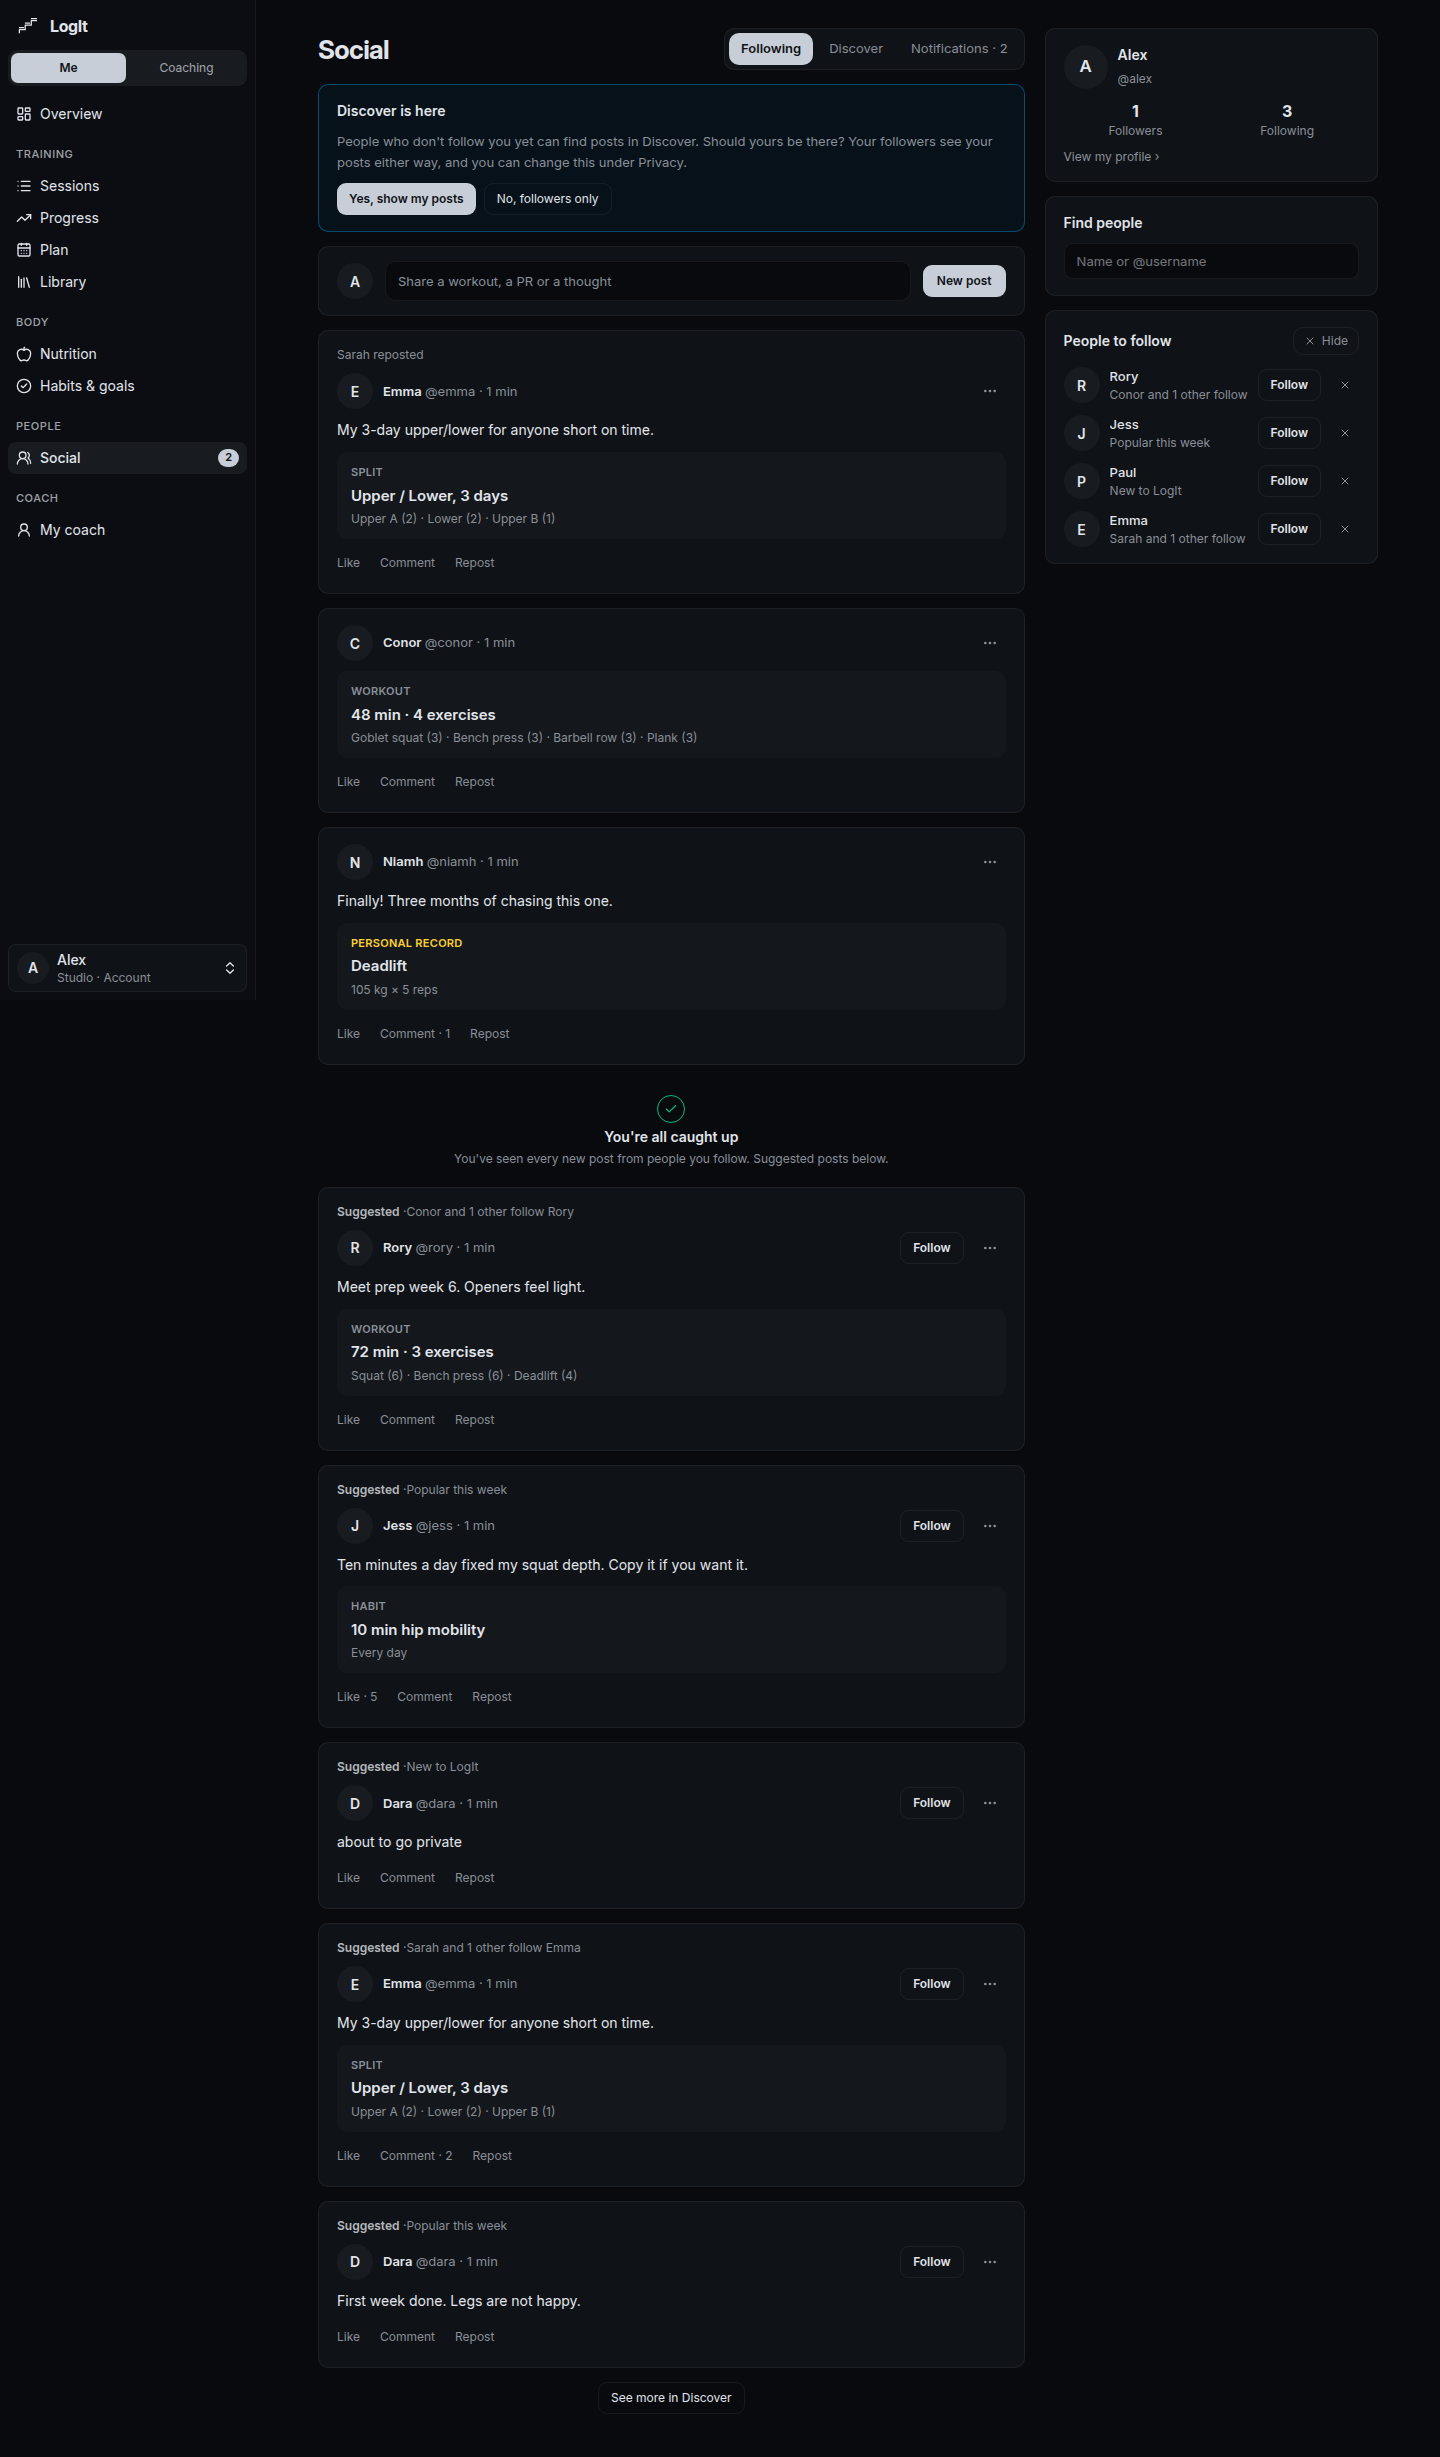 LogIt
Me
Coaching
Overview
TRAINING
Sessions
Progress
Plan
Library
BODY
Nutrition
Habits & goals
PEOPLE
Social
2
COACH
My coach
A
Alex
Studio · Account
Social
Following
Discover
Notifications · 2
Discover is here
People who don't follow you yet can find posts in Discover. Should yours be there? Your followers see your
posts either way, and you can change this under Privacy.
Yes, show my posts
No, followers only
A
Share a workout, a PR or a thought
New post
Sarah reposted
E
Emma @emma · 1 min
My 3-day upper/lower for anyone short on time.
SPLIT
Upper / Lower, 3 days
Upper A (2) · Lower (2) · Upper B (1)
Like
Comment
Repost
C
Conor @conor · 1 min
WORKOUT
48 min · 4 exercises
Goblet squat (3) · Bench press (3) · Barbell row (3) · Plank (3)
Like
Comment
Repost
N
Niamh @niamh · 1 min
Finally! Three months of chasing this one.
PERSONAL RECORD
Deadlift
105 kg × 5 reps
Like
Comment · 1
Repost
You're all caught up
You've seen every new post from people you follow. Suggested posts below.
Suggested ·Conor and 1 other follow Rory
R
Rory @rory · 1 min
Follow
Meet prep week 6. Openers feel light.
WORKOUT
72 min · 3 exercises
Squat (6) · Bench press (6) · Deadlift (4)
Like
Comment
Repost
Suggested ·Popular this week
J
Jess @jess · 1 min
Follow
Ten minutes a day fixed my squat depth. Copy it if you want it.
HABIT
10 min hip mobility
Every day
Like · 5
Comment
Repost
Suggested ·New to LogIt
D
Dara @dara · 1 min
Follow
about to go private
Like
Comment
Repost
Suggested ·Sarah and 1 other follow Emma
E
Emma @emma · 1 min
Follow
My 3-day upper/lower for anyone short on time.
SPLIT
Upper / Lower, 3 days
Upper A (2) · Lower (2) · Upper B (1)
Like
Comment · 2
Repost
Suggested ·Popular this week
D
Dara @dara · 1 min
Follow
First week done. Legs are not happy.
Like
Comment
Repost
See more in Discover
A
Alex
@alex
1
Followers
3
Following
View my profile ›
Find people
Name or @username
People to follow
Hide
R
Rory
Conor and 1 other follow
Follow
J
Jess
Popular this week
Follow
P
Paul
New to LogIt
Follow
E
Emma
Sarah and 1 other follow
Follow